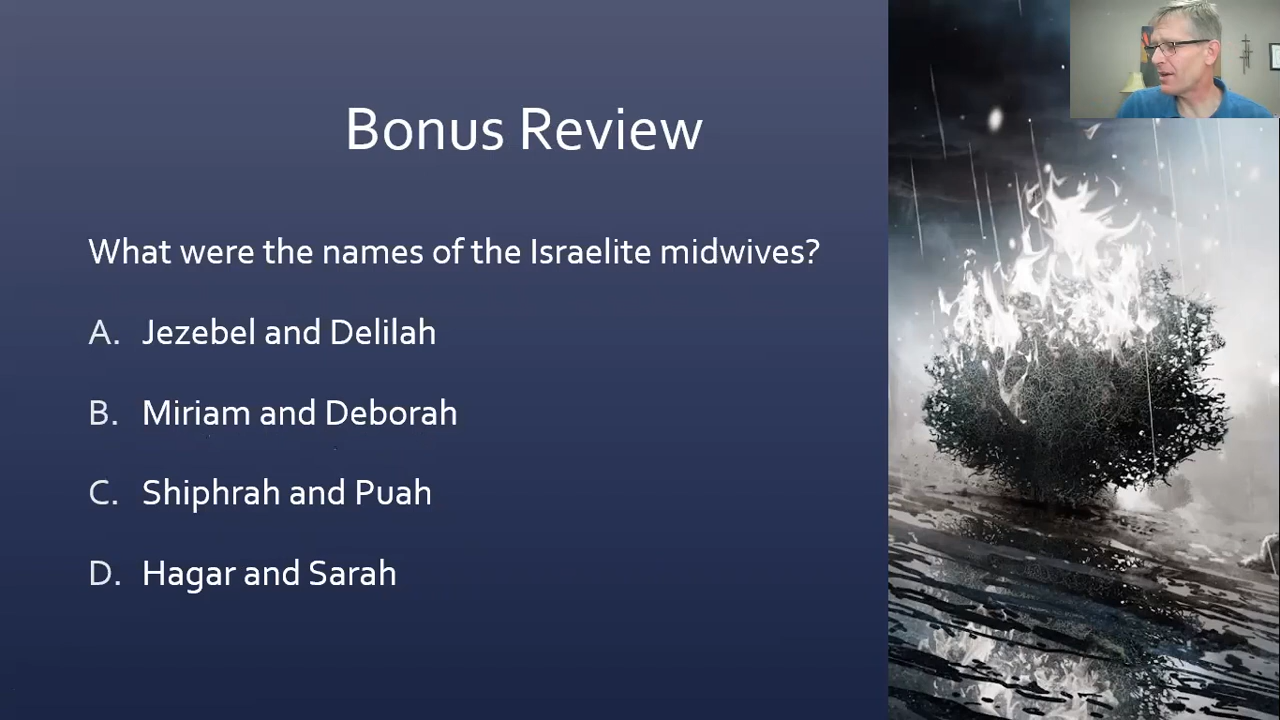 Bonus Review
What were the names of the Israelite midwives?
A. Jezebel and Delilah
B. Miriam and Deborah
C. Shiphrah and Puah
D. Hagar and Sarah